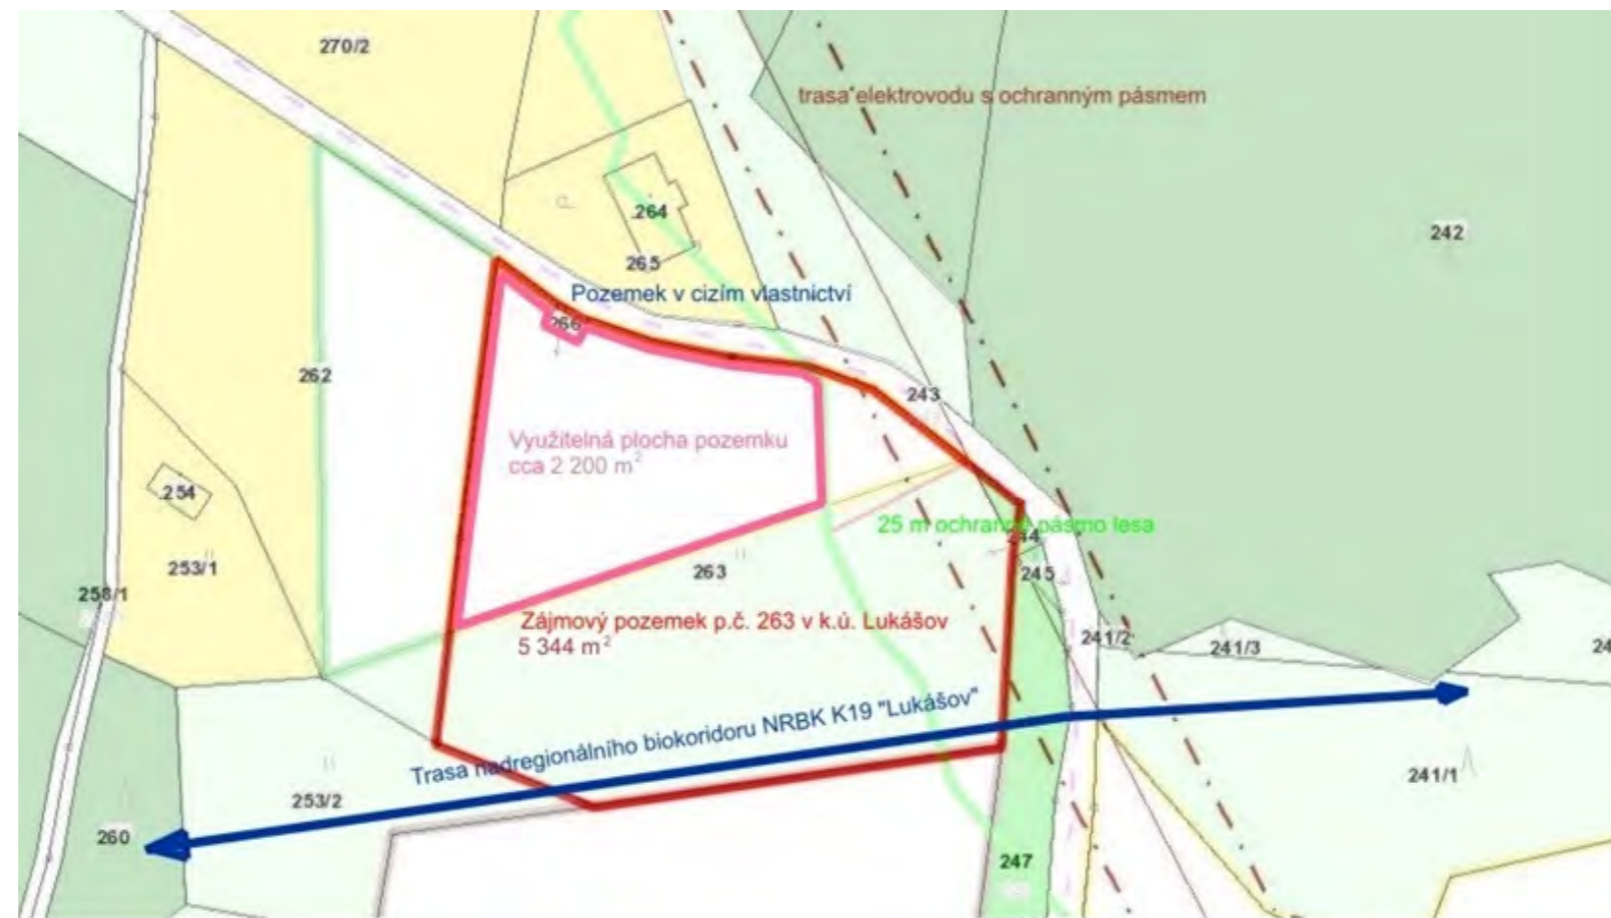 270/2
trasa elektrovodu s ochranným pásmem
.264
242
265
Pozemek v cizím vlastnictví
266
262
243
Využitelná plocha pozemku
cca 2 200 m²
.254
25 m ochranné pásmo lesa
244
253/1
263
245
258/1
Zájmový pozemek p.č. 263 v k.ú. Lukášov
5 344 m²
241/2
241/3
24
Trasa nadregionálního biokoridoru NRBK K19 "Lukášov"
241/1
253/2
260
247